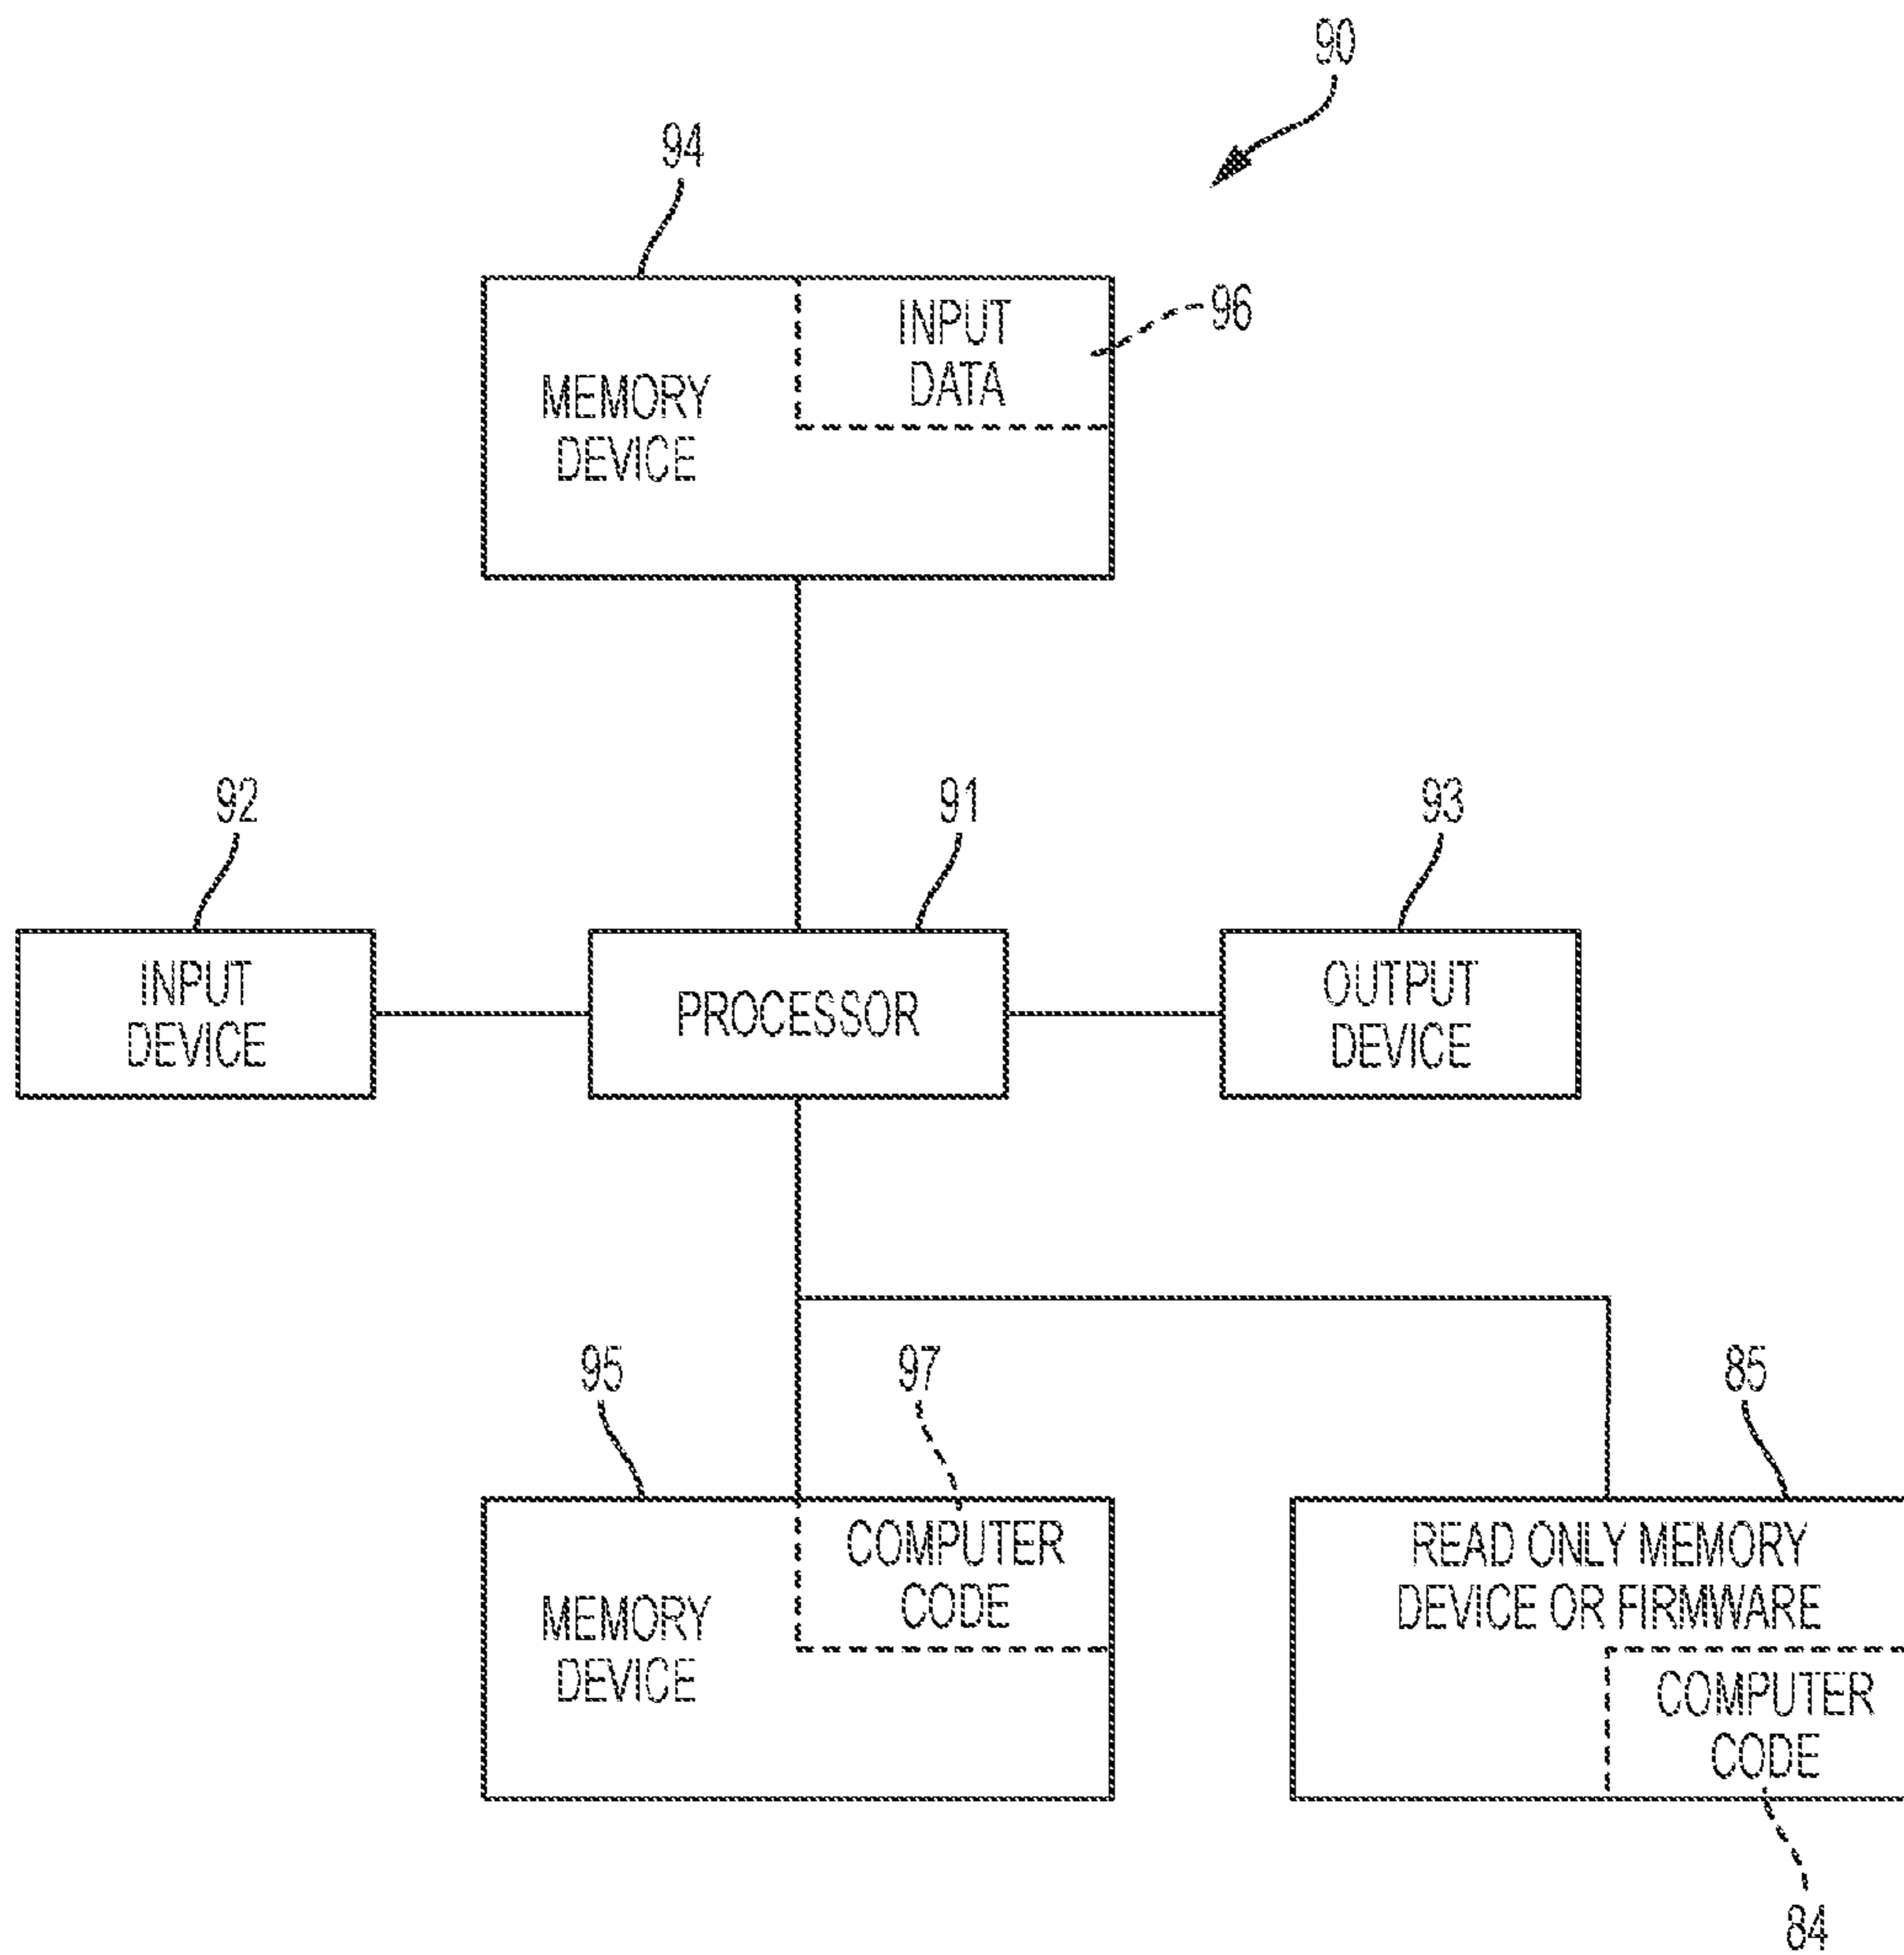 90
94
INPUT
DATA
96
MEMORY
DEVICE
92
91
93
INPUT
DEVICE
PROCESSOR
OUTPUT
DEVICE
95
97
85
COMPUTER
CODE
MEMORY
DEVICE
READ ONLY MEMORY
DEVICE OR FIRMWARE
COMPUTER
CODE
84